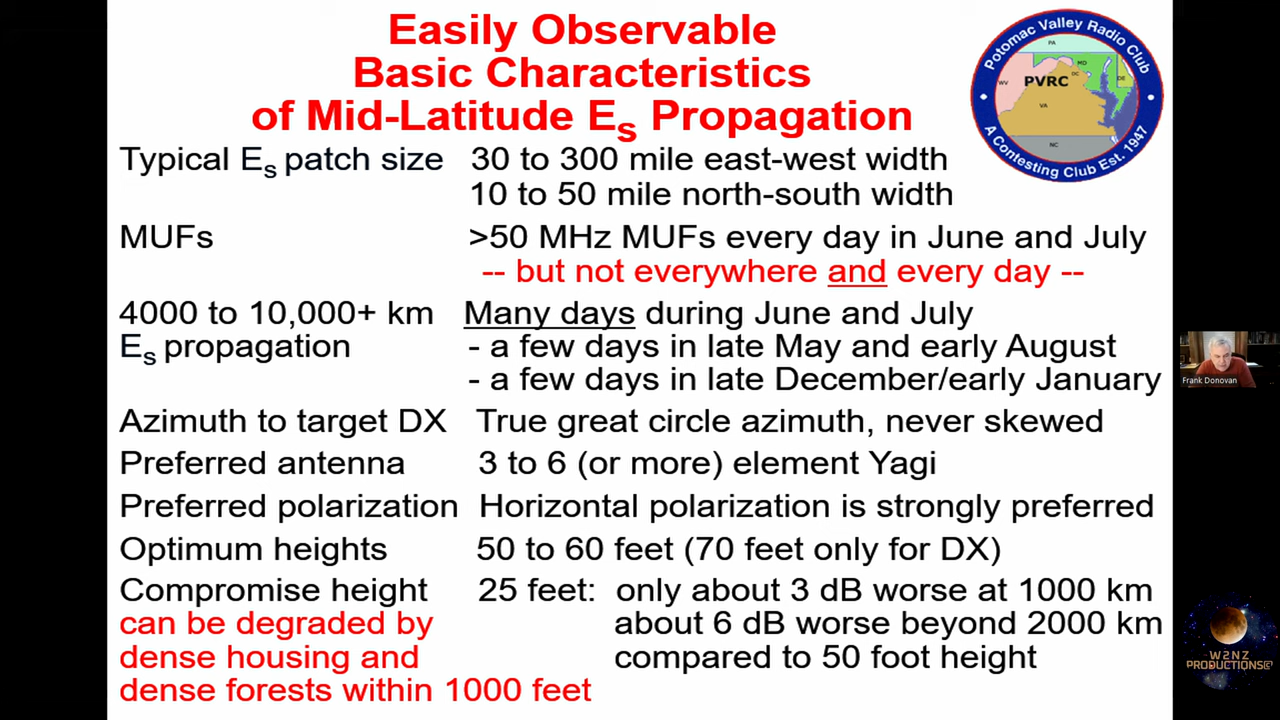 Easily Observable
Basic Characteristics
of Mid-Latitude Es Propagation
Potomac Valley Radio Club
PA
MD
DC
DE
WV
PVRC
VA
NC
A Contesting Club Est. 1947
Typical Es patch size 30 to 300 mile east-west width
10 to 50 mile north-south width
MUFs >50 MHz MUFs every day in June and July
-- but not everywhere and every day --
4000 to 10,000+ km Many days during June and July
Es propagation - a few days in late May and early August
- a few days in late December/early January
Azimuth to target DX True great circle azimuth, never skewed
Preferred antenna 3 to 6 (or more) element Yagi
Preferred polarization Horizontal polarization is strongly preferred
Optimum heights 50 to 60 feet (70 feet only for DX)
Compromise height 25 feet: only about 3 dB worse at 1000 km
can be degraded by about 6 dB worse beyond 2000 km
dense housing and compared to 50 foot height
dense forests within 1000 feet
Frank Donovan
W2NZ
PRODUCTIONS©